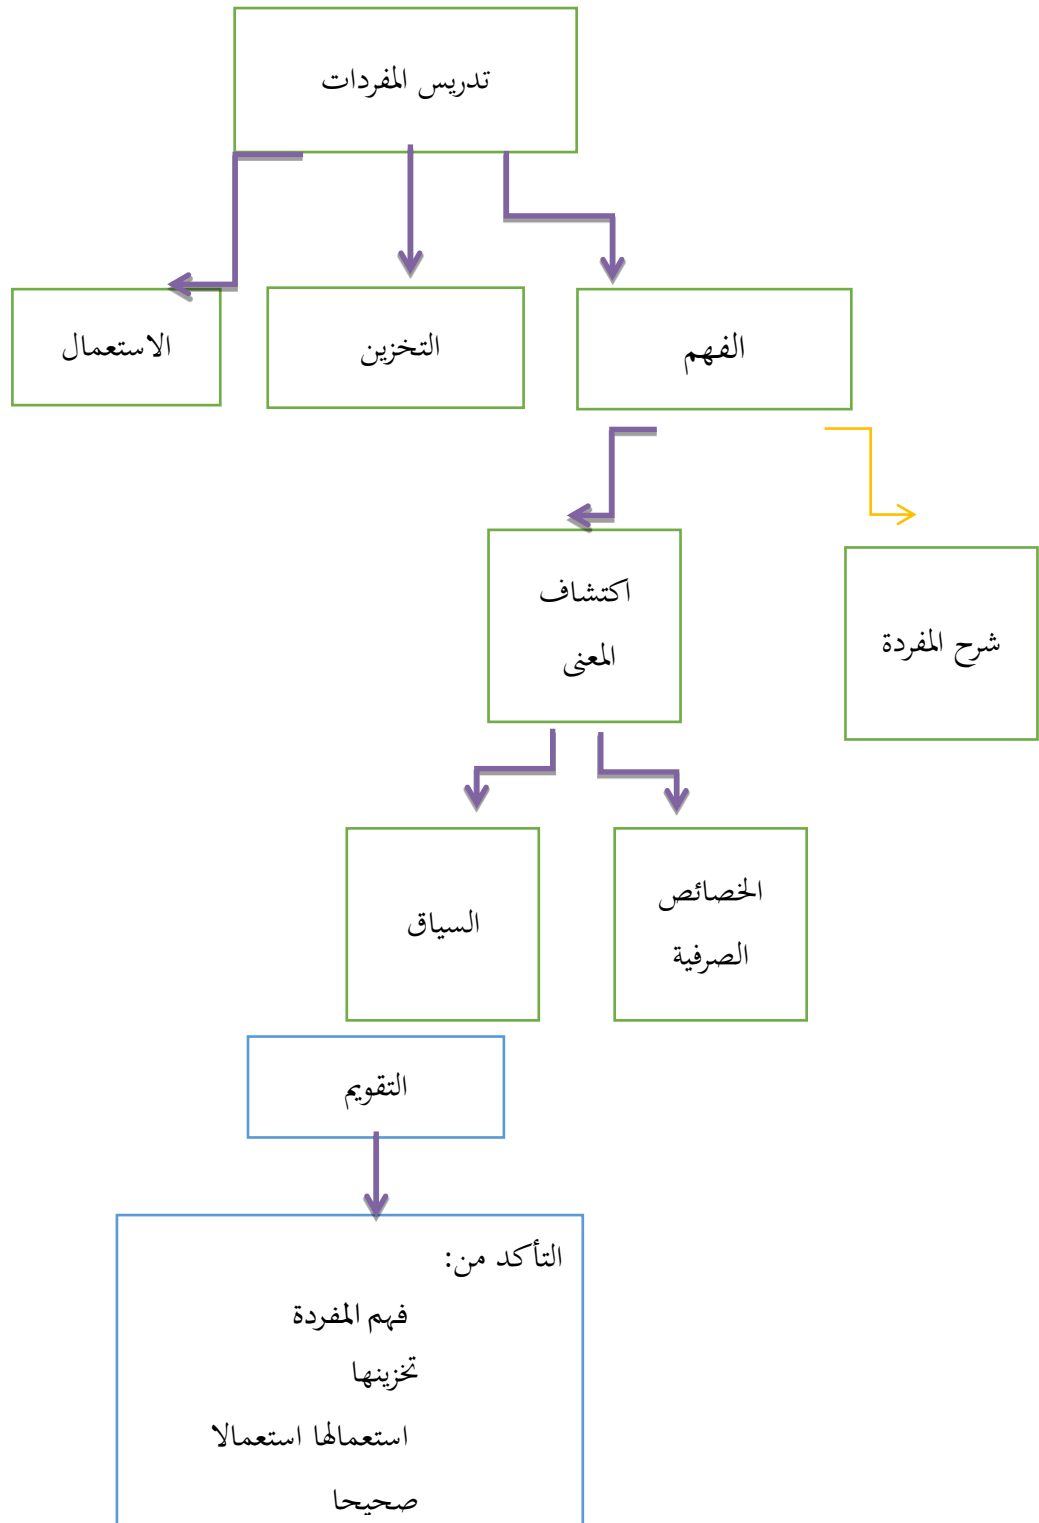 تدريس المفردات
الفهم
التخزين
الاستعمال
شرح المفردة
اكتشاف
المعنى
الخصائص
الصرفية
السياق
التقويم
التأكد من:
فهم المفردة
تخزينها
استعمالها استعمالا
صحيحا